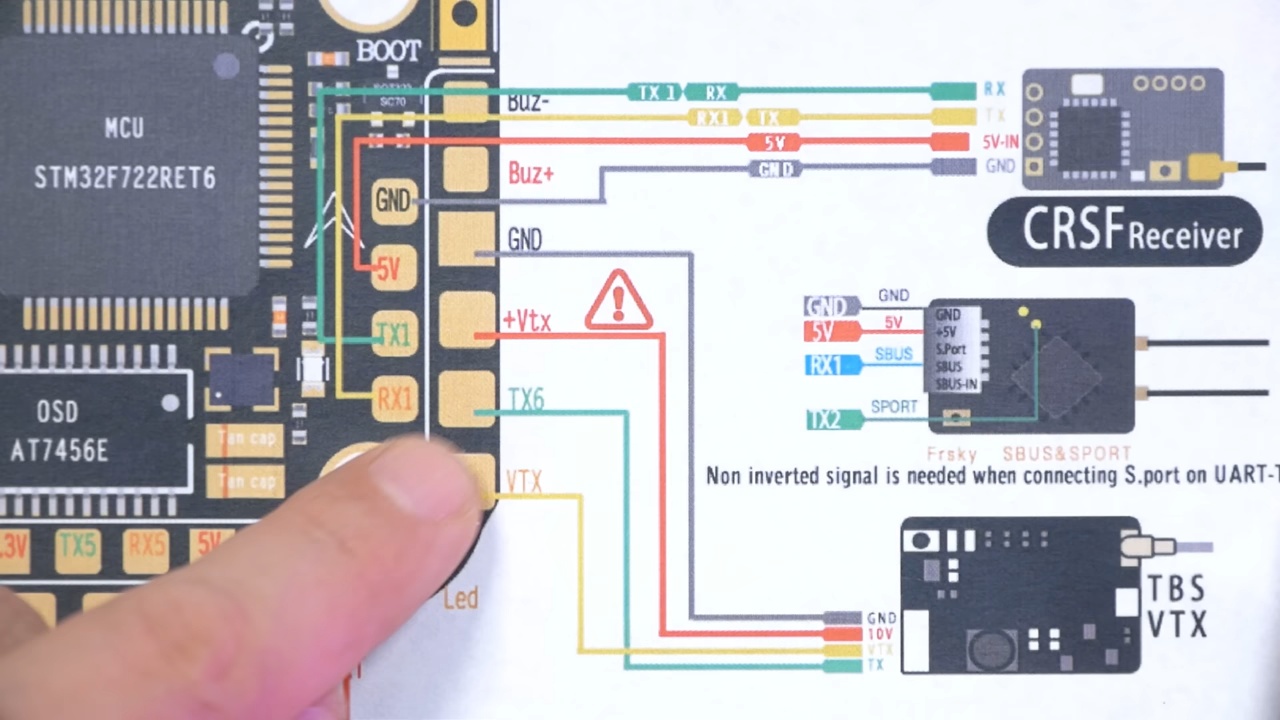 BOOT
SOT323
SC70
MCU
STM32F722RET6
GND
5V
TX1
RX1
OSD
AT7456E
Tan cap
Tan cap
.3V
TX5
RX5
5V
Buz-
Buz+
GND
+Vtx
TX6
VTX
Led
TX1 RX
RX1 TX
5V
GND
RX
TX
5V-IN
GND
CRSF Receiver
GND GND
5V 5V
RX1 SBUS
TX2 SPORT
GND
+5V
S.Port
SBUS
SBUS-IN
Frsky SBUS&SPORT
Non inverted signal is needed when connecting S.port on UART-T
GND
10V
VTX
TX
TBS
VTX